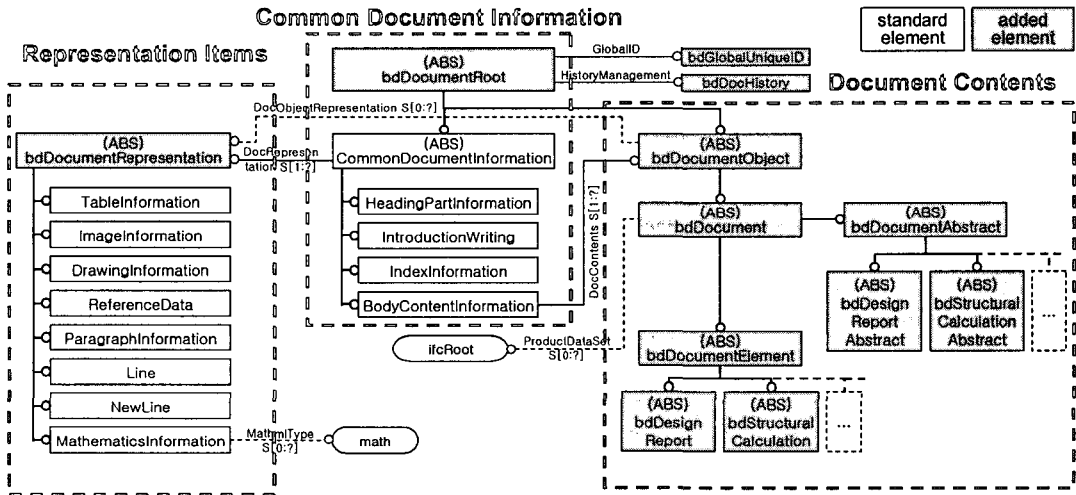 Common Document Information
standard
element
added
element
Representation Items
Document Contents
(ABS)
bdDocumentRoot
GlobalID
bdGlobalUniqueID
HistoryManagement
bdDocHistory
DocObjectRepresentation S[0:?]
(ABS)
bdDocumentRepresentation
DocRepresen
tation S[1:?]
(ABS)
CommonDocumentInformation
(ABS)
bdDocumentObject
TableInformation
ImageInformation
DrawingInformation
ReferenceData
ParagraphInformation
Line
NewLine
MathematicsInformation
HeadingPartInformation
IntroductionWriting
IndexInformation
BodyContentInformation
DocContents S[1:?]
(ABS)
bdDocument
(ABS)
bdDocumentAbstract
(ABS)
bdDesign
Report
Abstract
(ABS)
bdStructural
Calculation
Abstract
...
ifcRoot
ProductDataSet
S[0:?]
(ABS)
bdDocumentElement
(ABS)
bdDesign
Report
(ABS)
bdStructural
Calculation
...
MathmlType
S[0:?]
math